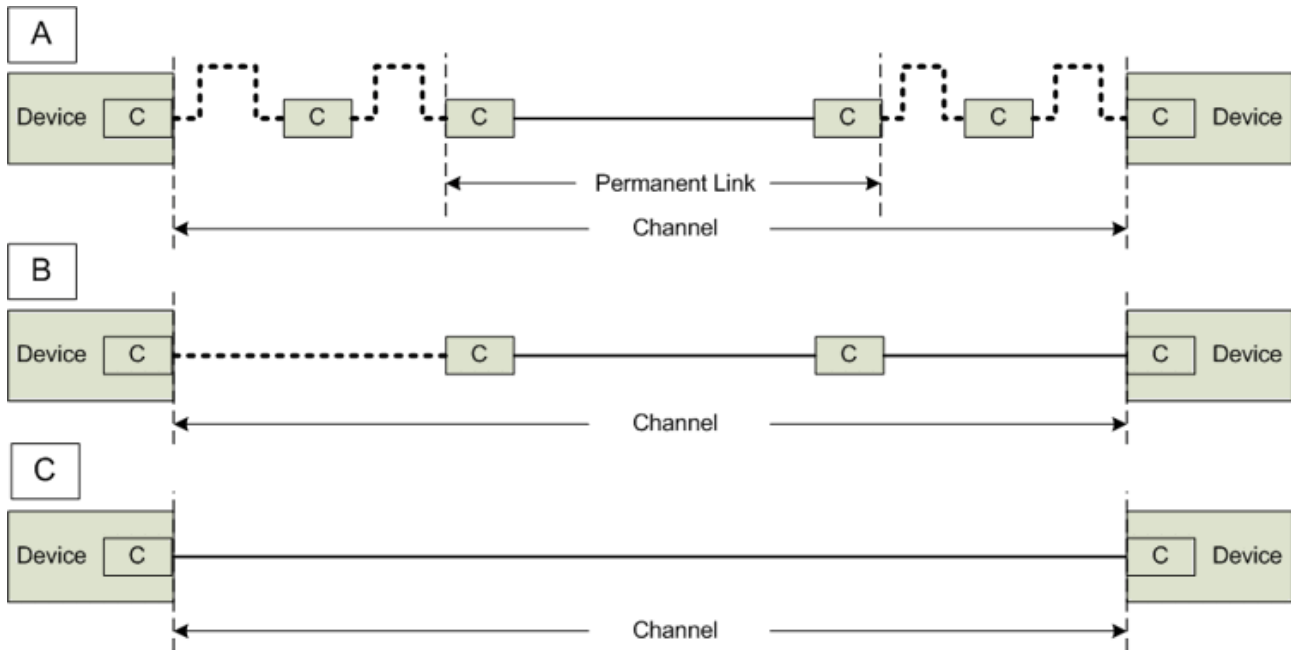 A
Device C C C C C C Device
Permanent Link
Channel
B
Device C C C C Device
Channel
C
Device C C Device
Channel